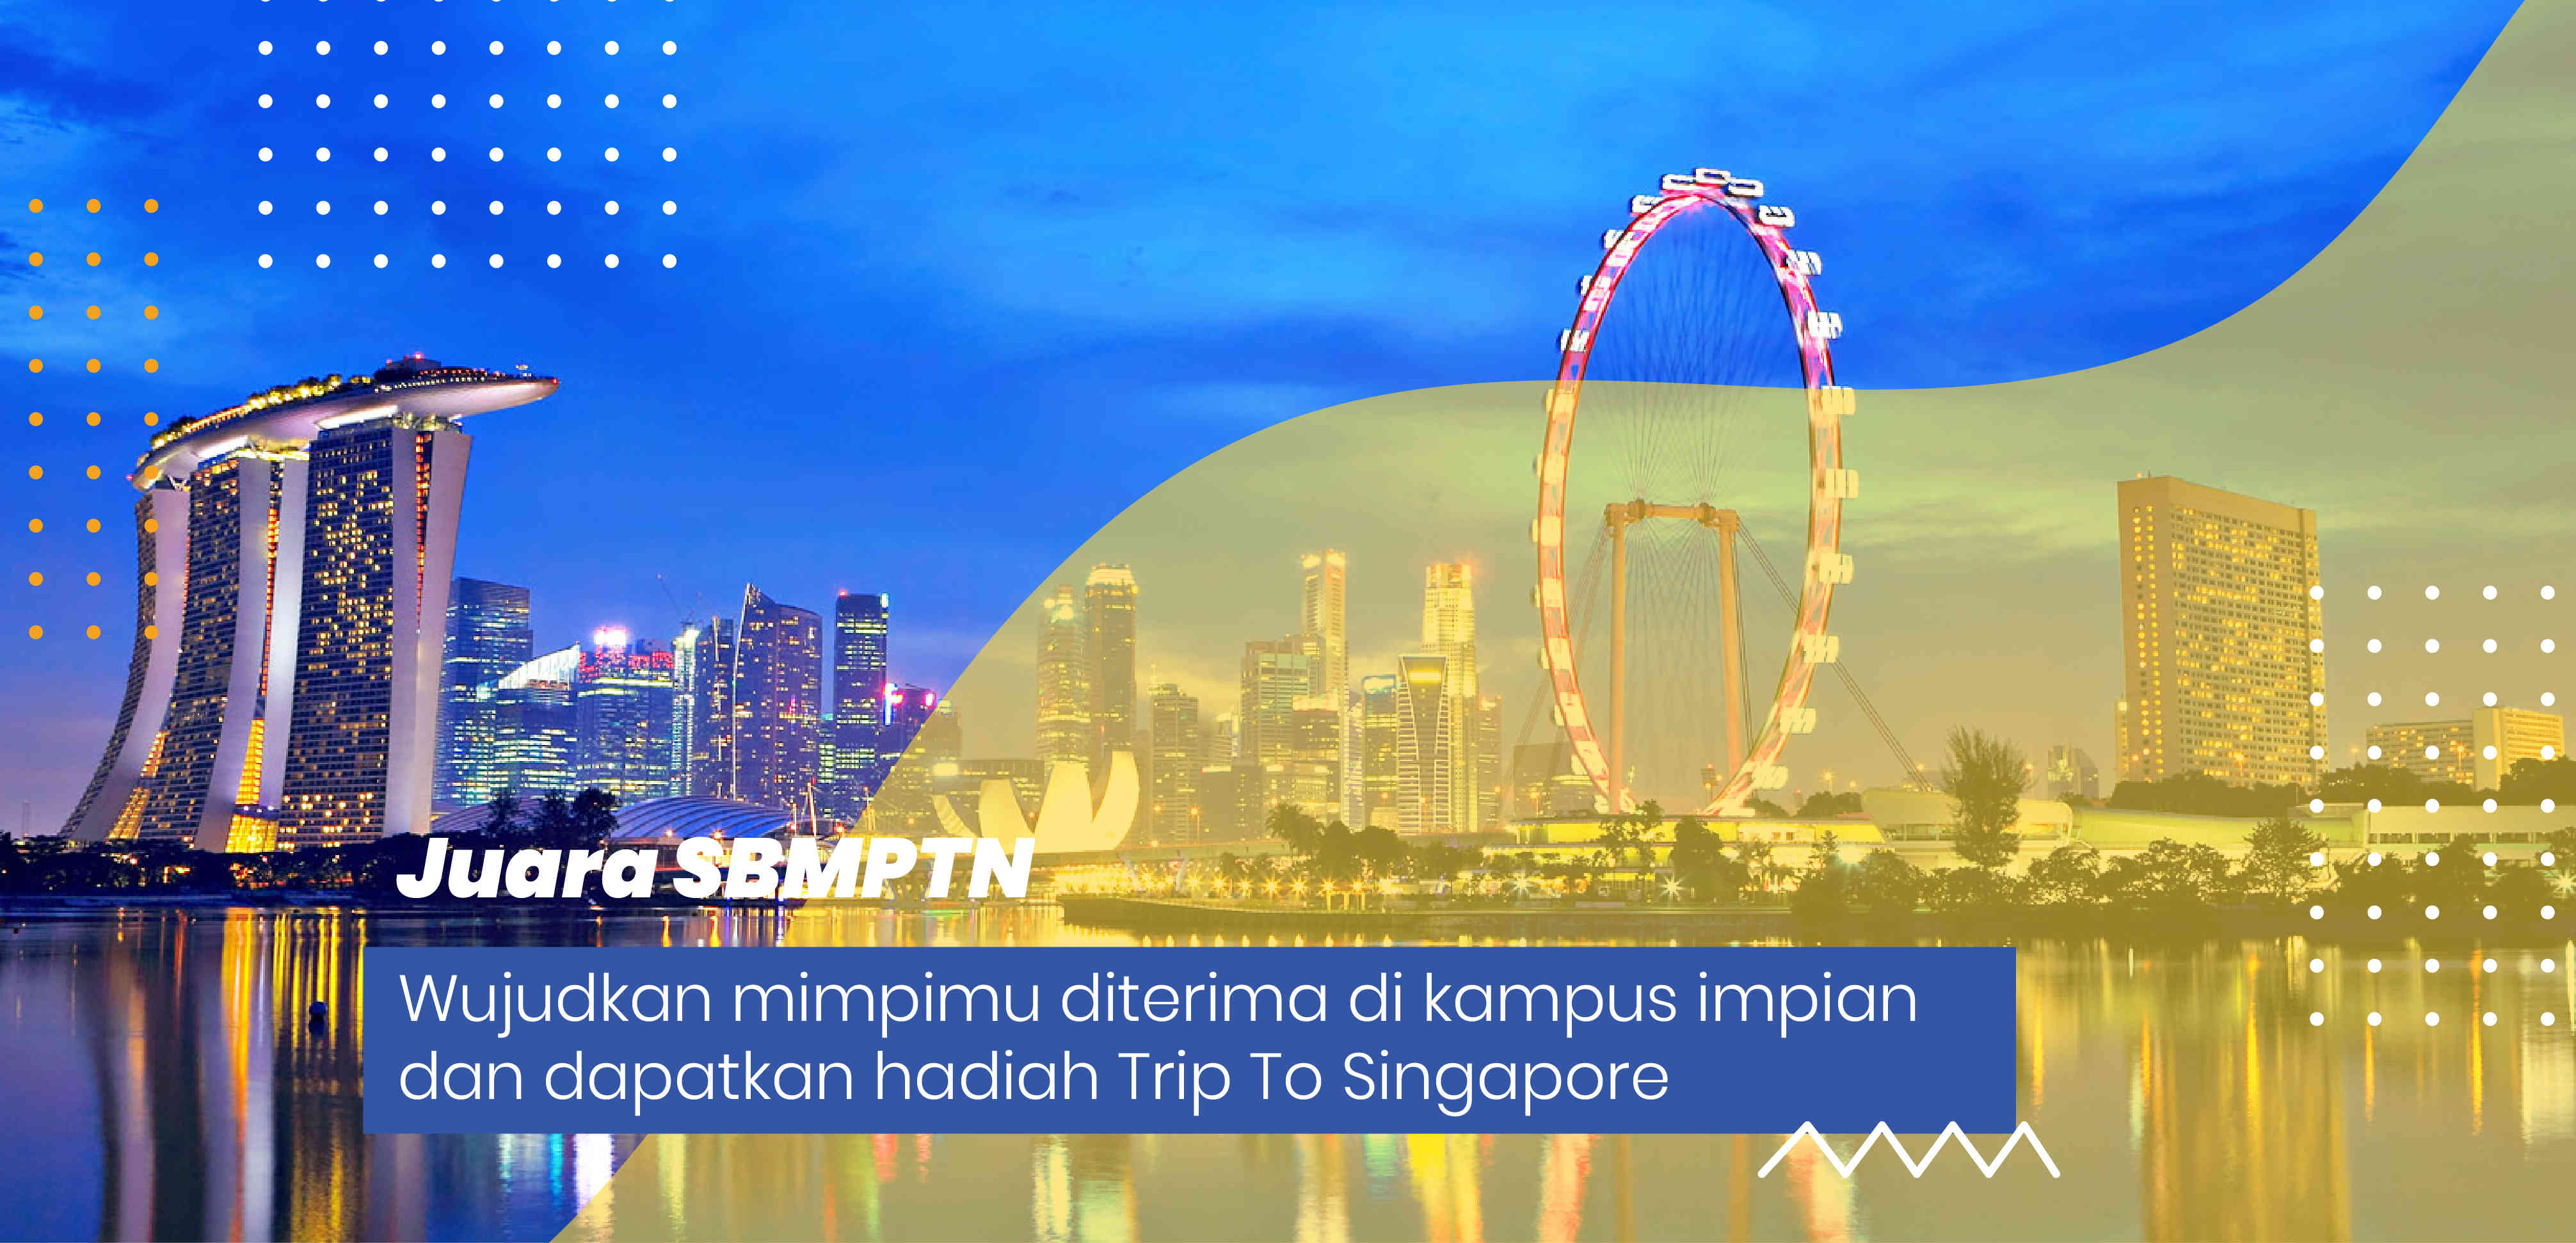 Juara SBMPTN
Wujudkan mimpimu diterima di kampus impian
dan dapatkan hadiah Trip To Singapore